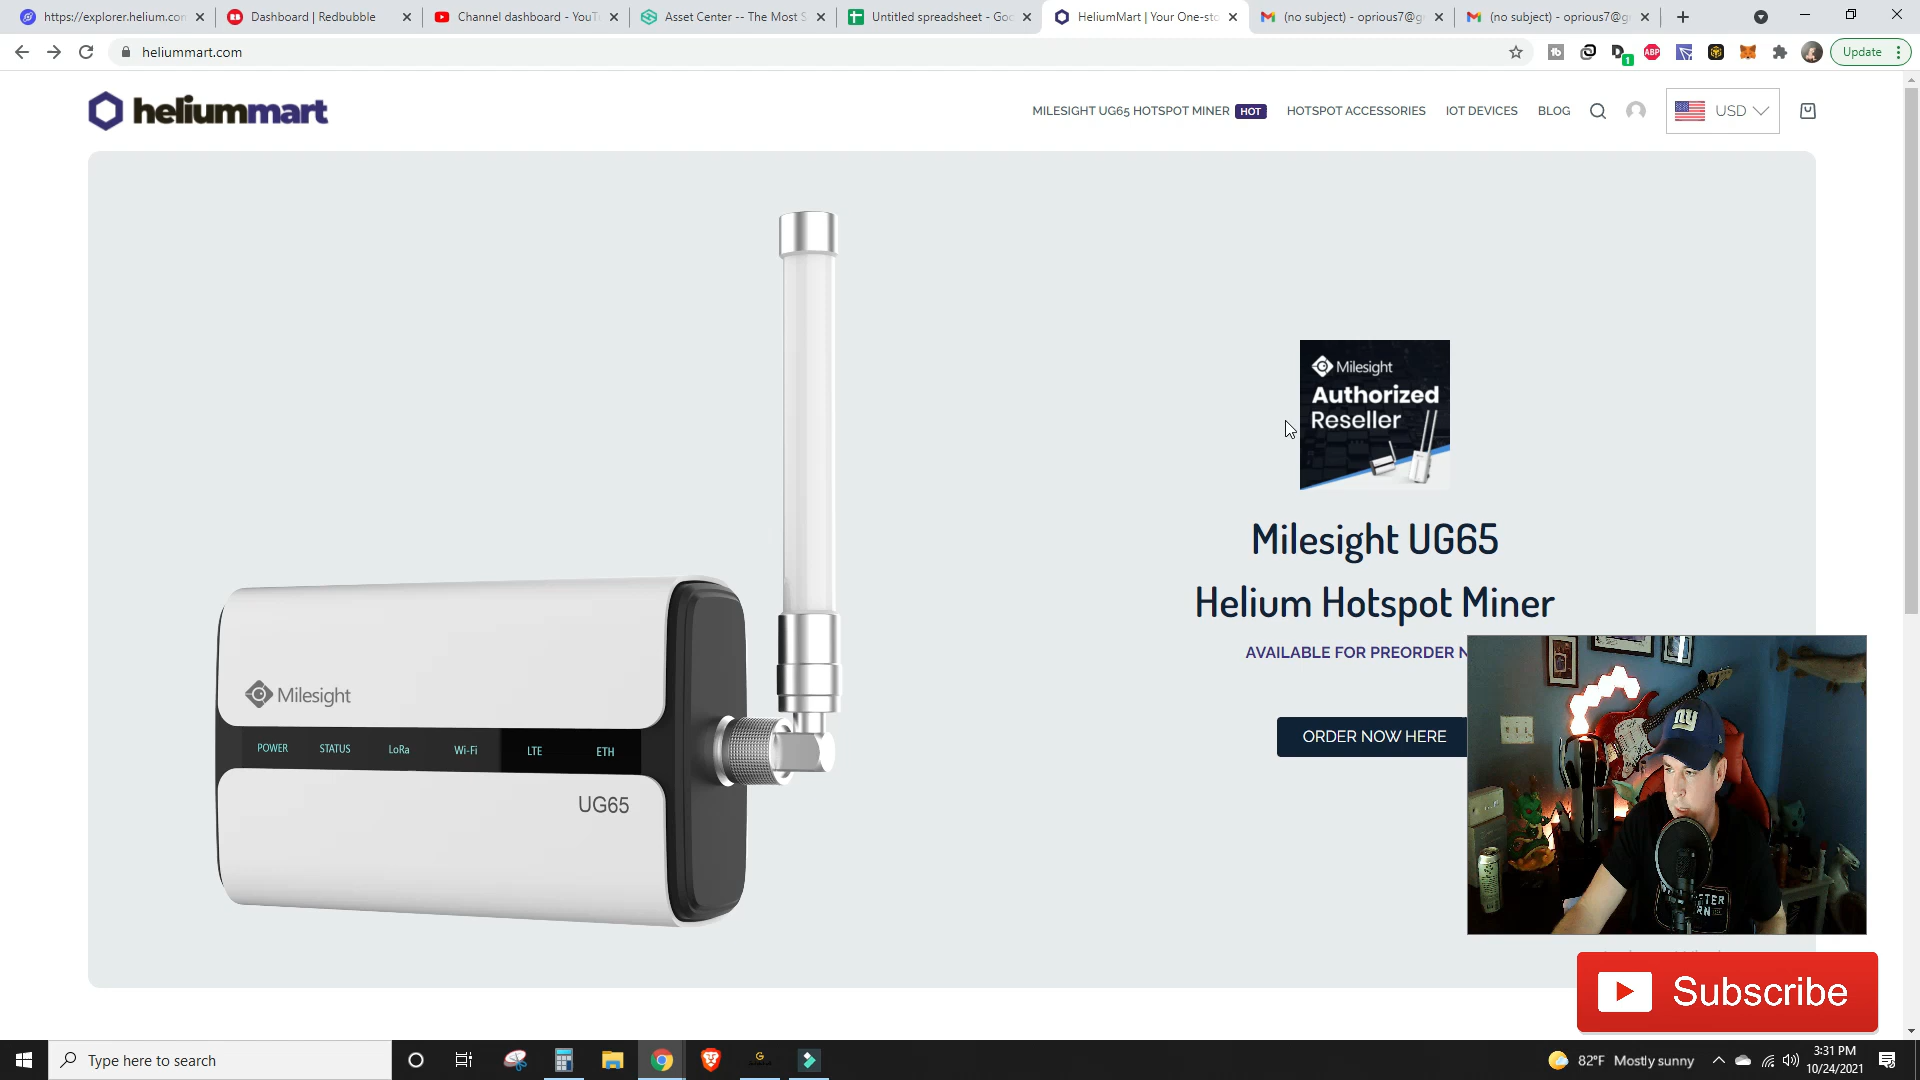 https://explorer.helium.con
Dashboard | Redbubble
Channel dashboard - YouT
Asset Center -- The Most S
Untitled spreadsheet - Goo
HeliumMart | Your One-sto
(no subject) - oprious7@g
(no subject) - oprious7@g
heliummart.com
ABP
1
Update
heliummart
MILESIGHT UG65 HOTSPOT MINER HOT
HOTSPOT ACCESSORIES
IOT DEVICES
BLOG
USD
Milesight
Authorized
Reseller
Milesight UG65
Helium Hotspot Miner
AVAILABLE FOR PREORDER N
ORDER NOW HERE
Milesight
POWER STATUS LoRa Wi-Fi LTE ETH
UG65
NY
Subscribe
Type here to search
82°F Mostly sunny
3:31 PM
10/24/2021